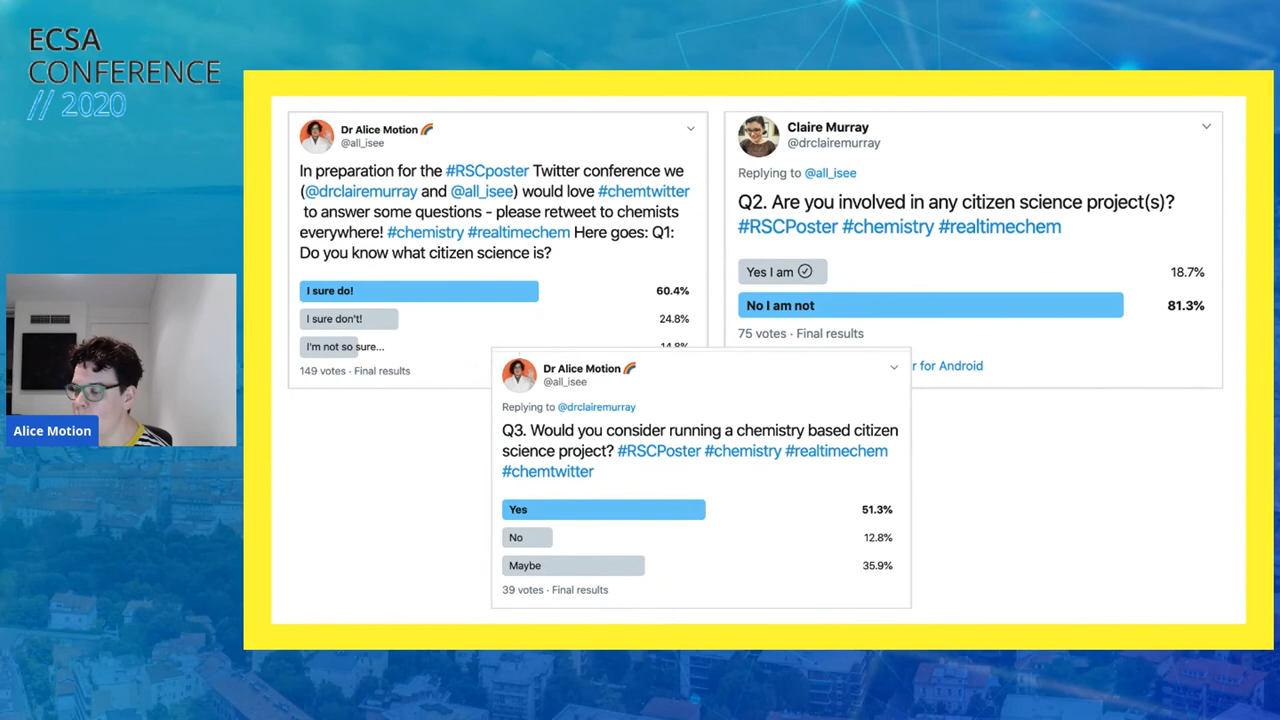 ECSA
CONFERENCE
// 2020
Dr Alice Motion
@all_isee
In preparation for the #RSCposter Twitter conference we
(@drclairemurray and @all_isee) would love #chemtwitter
to answer some questions - please retweet to chemists
everywhere! #chemistry #realtimechem Here goes: Q1:
Do you know what citizen science is?
I sure do! 60.4%
I sure don't! 24.8%
I'm not so sure... 14.8%
149 votes · Final results
Claire Murray
@drclairemurray
Replying to @all_isee
Q2. Are you involved in any citizen science project(s)?
#RSCPoster #chemistry #realtimechem
Yes I am 18.7%
No I am not 81.3%
75 votes · Final results
r for Android
Dr Alice Motion
@all_isee
Replying to @drclairemurray
Q3. Would you consider running a chemistry based citizen
science project? #RSCPoster #chemistry #realtimechem
#chemtwitter
Yes 51.3%
No 12.8%
Maybe 35.9%
39 votes · Final results
Alice Motion